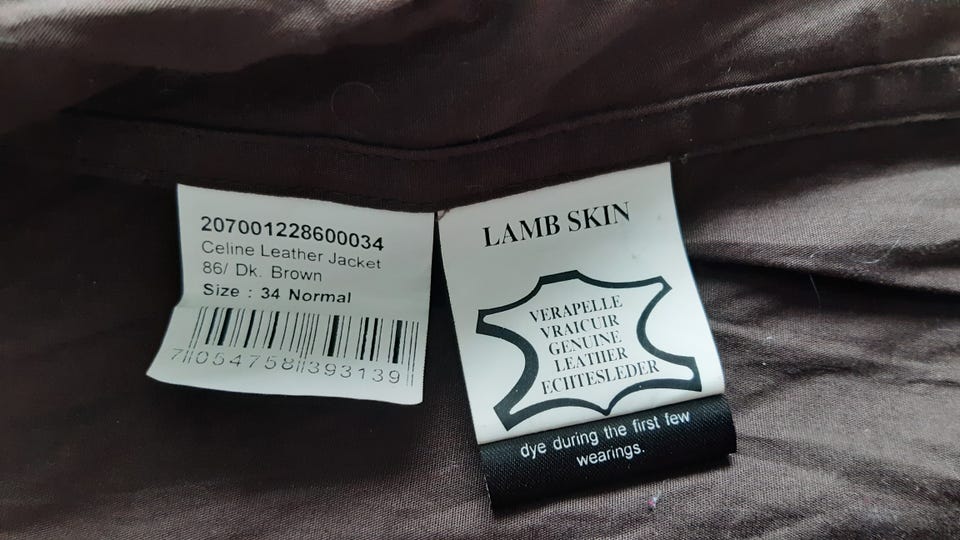 207001228600034
Celine Leather Jacket
86/ Dk. Brown
Size : 34 Normal
7054758393139
LAMB SKIN
VERAPELLE
VRAICUIR
GENUINE
LEATHER
ECHTESLEDER
dye during the first few
wearings.